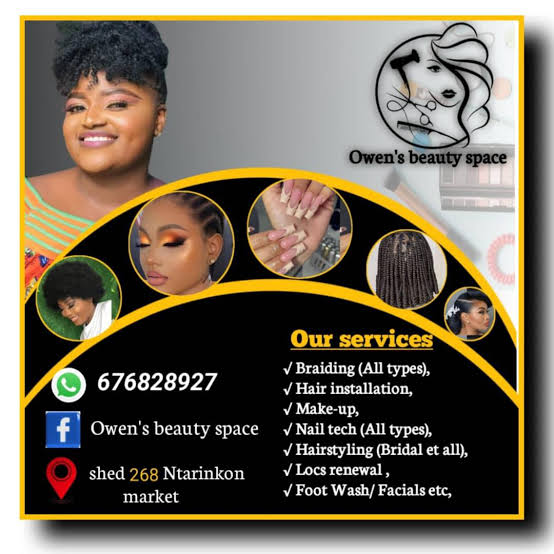 Owen's beauty space
Our services
√ Braiding (All types),
√ Hair installation,
√ Make-up,
√ Nail tech (All types),
√ Hairstyling (Bridal et all),
√ Locs renewal ,
√ Foot Wash/ Facials etc,
676828927
Owen's beauty space
shed 268 Ntarinkon
market